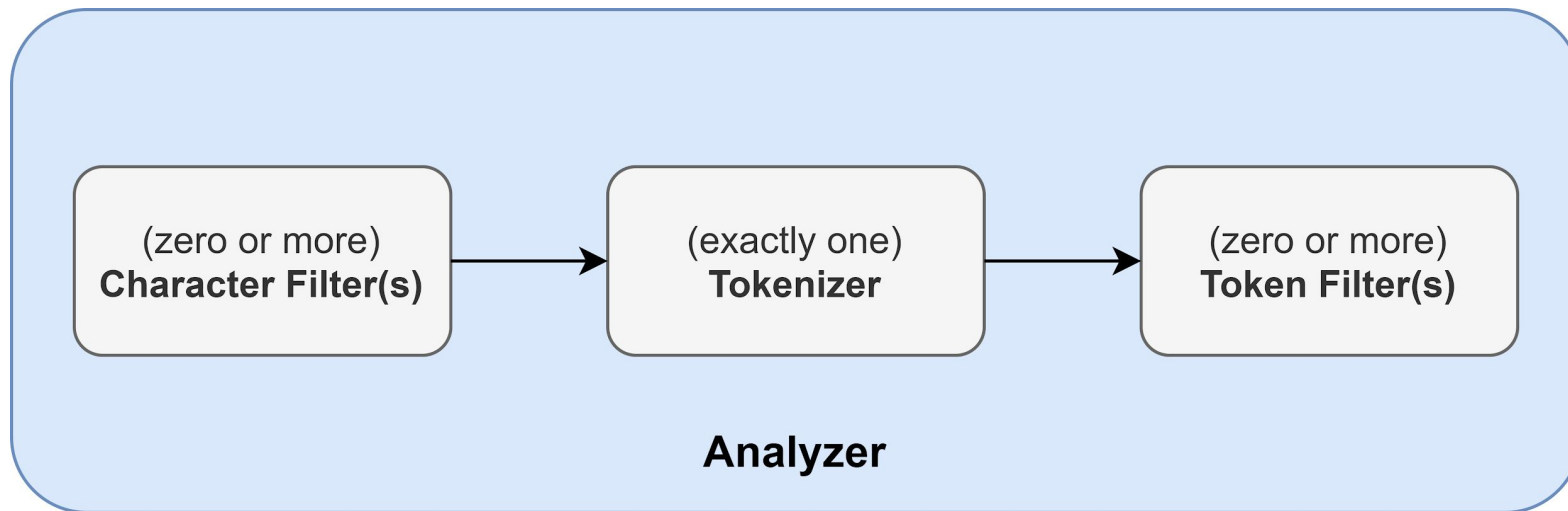 (zero or more)
Character Filter(s)
(exactly one)
Tokenizer
(zero or more)
Token Filter(s)
Analyzer